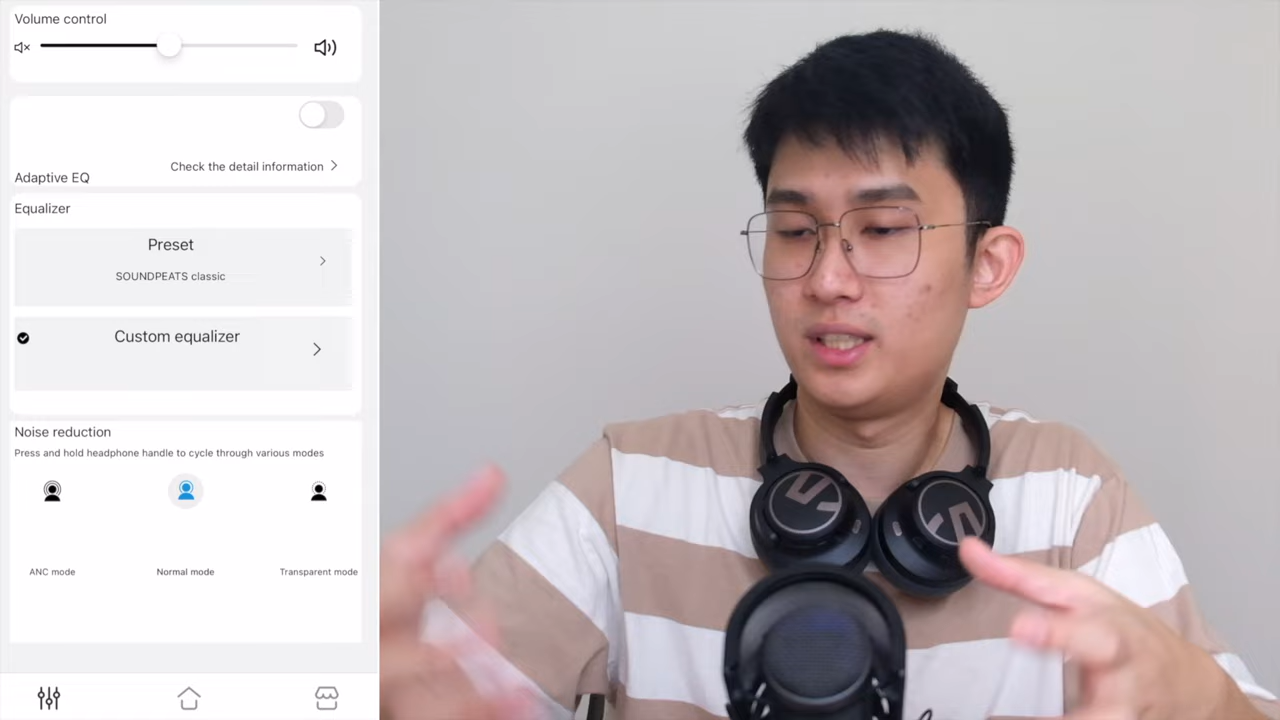 Volume control
Check the detail information
Adaptive EQ
Equalizer
Preset
SOUNDPEATS classic
Custom equalizer
Noise reduction
Press and hold headphone handle to cycle through various modes
ANC mode
Normal mode
Transparent mode